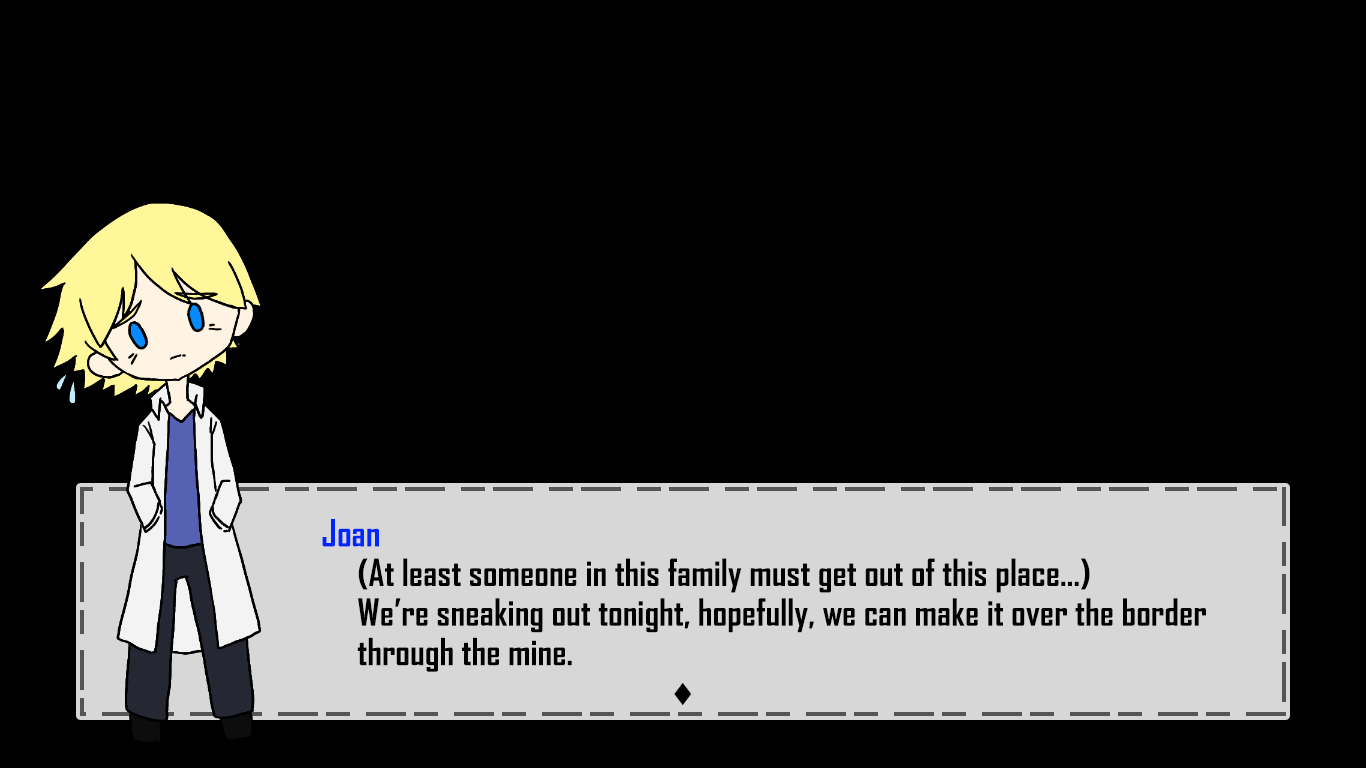 Joan
(At least someone in this family must get out of this place...)
We're sneaking out tonight, hopefully, we can make it over the border
through the mine.